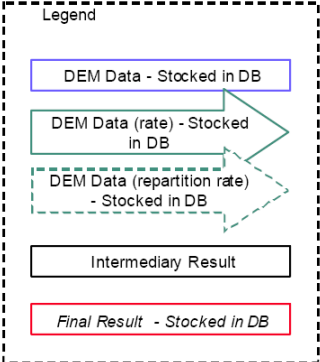 Legend
DEM Data - Stocked in DB
DEM Data (rate) - Stocked
in DB
DEM Data (repartition rate)
- Stocked in DB
Intermediary Result
Final Result - Stocked in DB